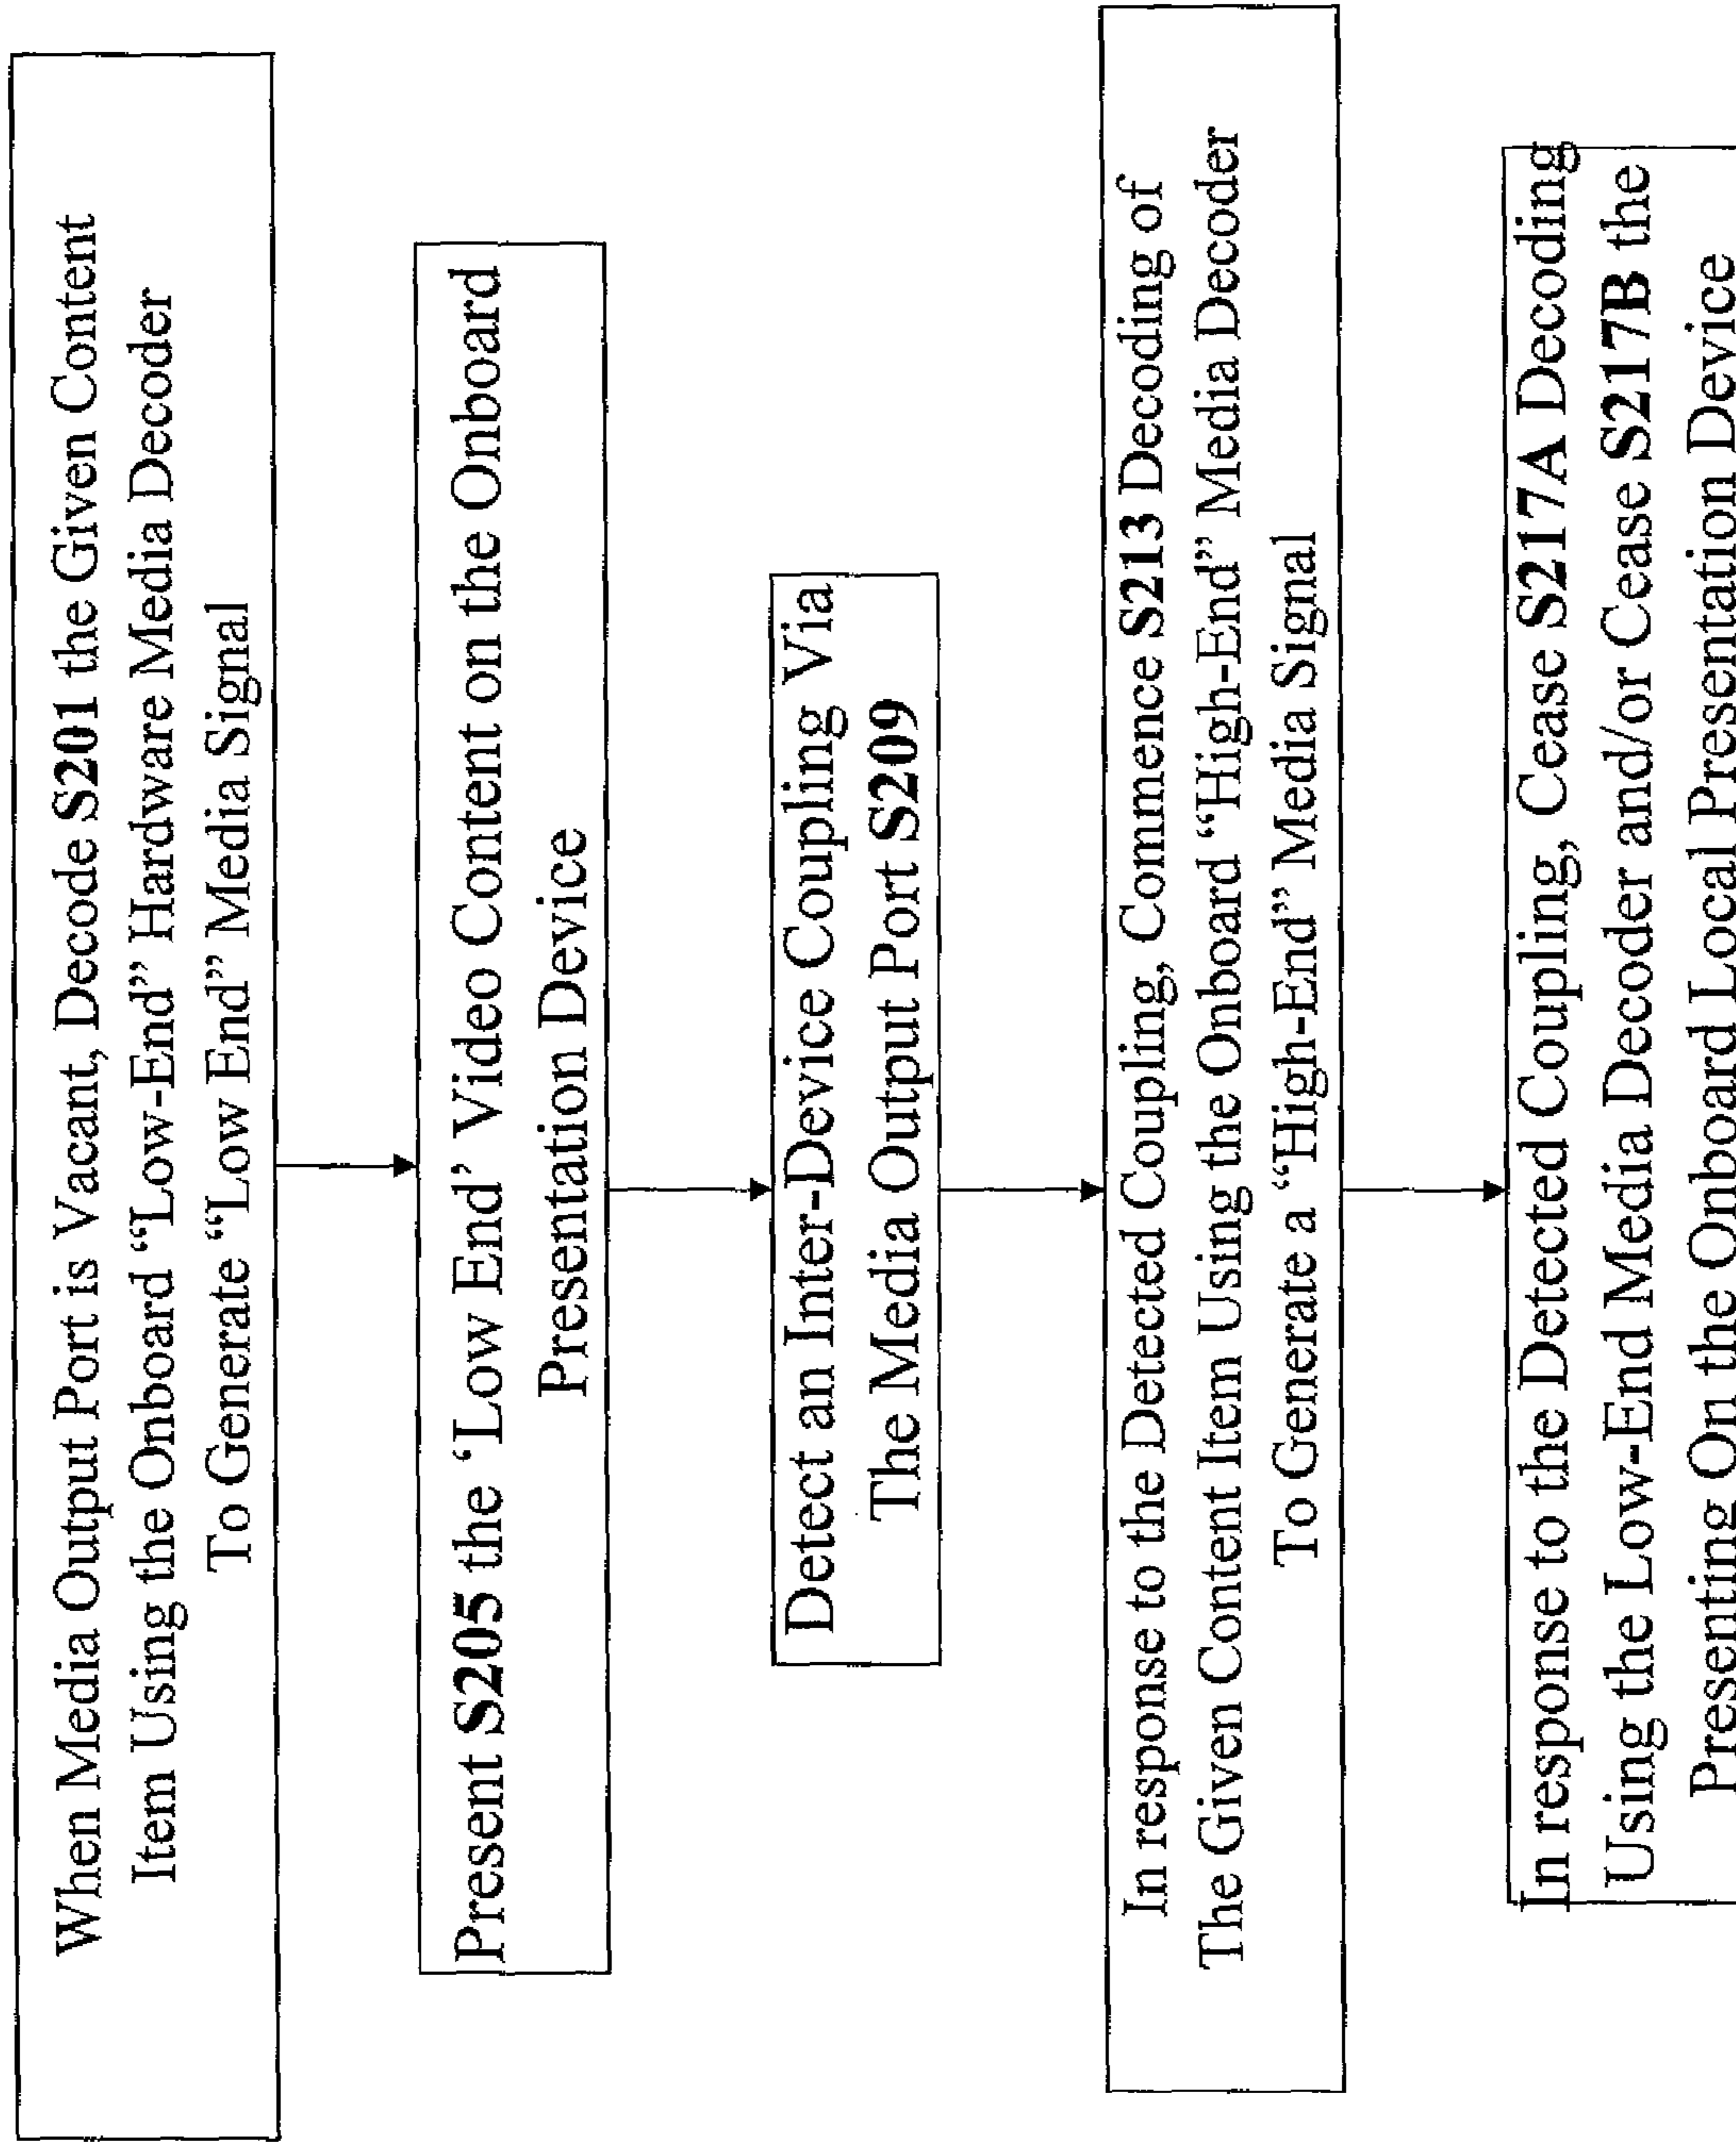 When Media Output Port is Vacant, Decode S201 the Given Content
Item Using the Onboard “Low-End” Hardware Media Decoder
To Generate “Low End” Media Signal
Present S205 the ‘Low End’ Video Content on the Onboard
Presentation Device
Detect an Inter-Device Coupling Via
The Media Output Port S209
In response to the Detected Coupling, Commence S213 Decoding of
The Given Content Item Using the Onboard “High-End” Media Decoder
To Generate a “High-End” Media Signal
In response to the Detected Coupling, Cease S217A Decoding
Using the Low-End Media Decoder and/or Cease S217B the
Presenting On the Onboard Local Presentation Device